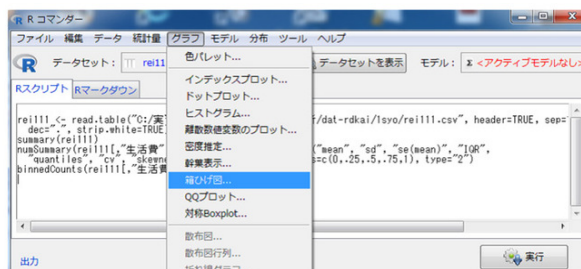 R コマンダー
ファイル 編集 データ 統計量 グラフ モデル 分布 ツール ヘルプ
データセット: rei11
データセットを表示
モデル: Σ <アクティブモデルなし>
Rスクリプト Rマークダウン
rei111 <- read.table("C:/実
f/dat-rdkai/1syo/rei111.csv", header=TRUE, sep=
dec=".", strip.white=TRUE
summary(rei111)
numSummary(rei111[,"生活費"
("mean", "sd", "se(mean)", "IQR",
"quantiles", "cv", "skewne
s=c(0,.25,.5,.75,1), type="2")
binnedCounts(rei111[,"生活費"
色パレット...
インデックスプロット...
ドットプロット...
ヒストグラム...
離散数値変数のプロット...
密度推定...
幹葉表示...
箱ひげ図...
QQプロット...
対称Boxplot...
散布図...
散布図行列...
出力
実行